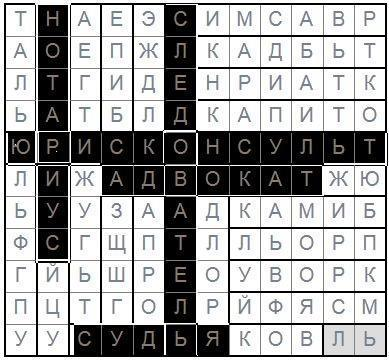 Т Н А Е Э С И М С А В Р
А О Е П Ж Л К А Д Б Ь Т
Л Т Г И Д Е Н Р И А Т К
Ь А Т Б Л Д К А П И Т О
Ю Р И С К О Н С У Л Ь Т
Л И Ж А Д В О К А Т Ж Ю
Ь У У З А А Д К А М И Б
Ф С Г Щ П Т Л Л Ь О Р П
Г Й Ь Ш Р Е О У В О Р К
П Ц Т Г О Л Р Й Ф Я С М
У У С У Д Ь Я К О В Л Ь